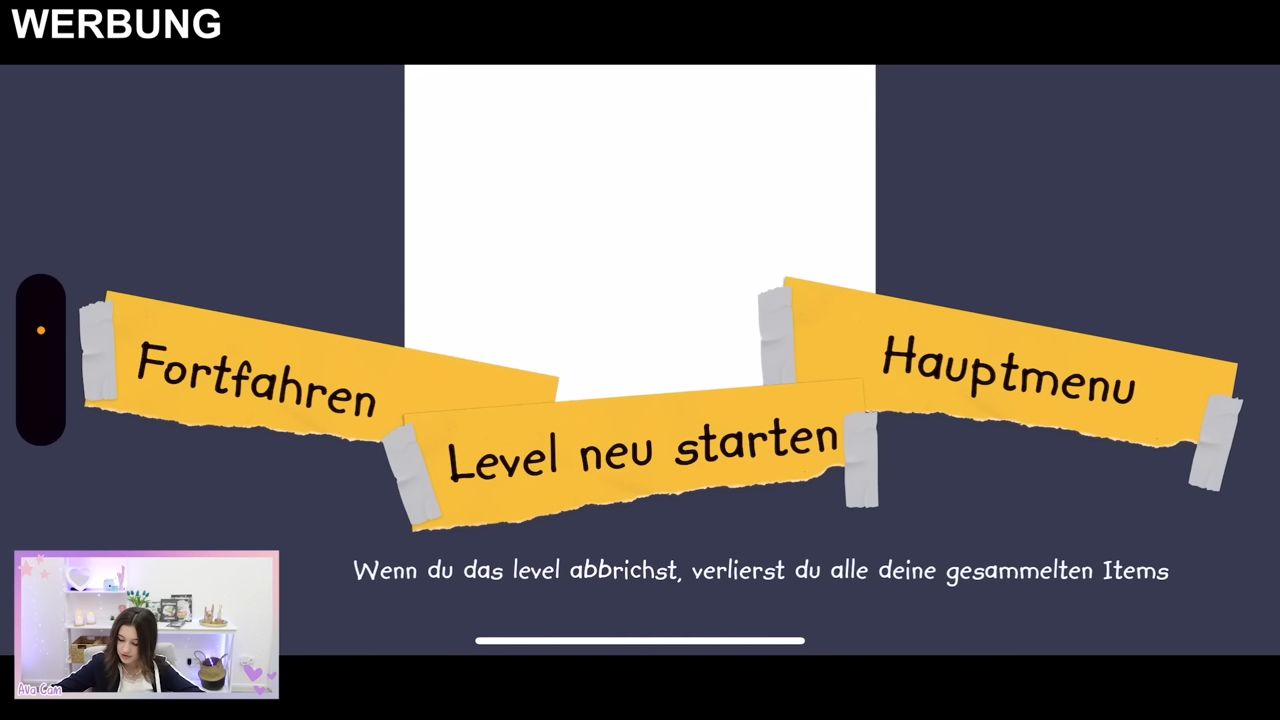 WERBUNG
Fortfahren
Hauptmenu
Level neu starten
Wenn du das level abbrichst, verlierst du alle deine gesammelten Items
Ava Cam